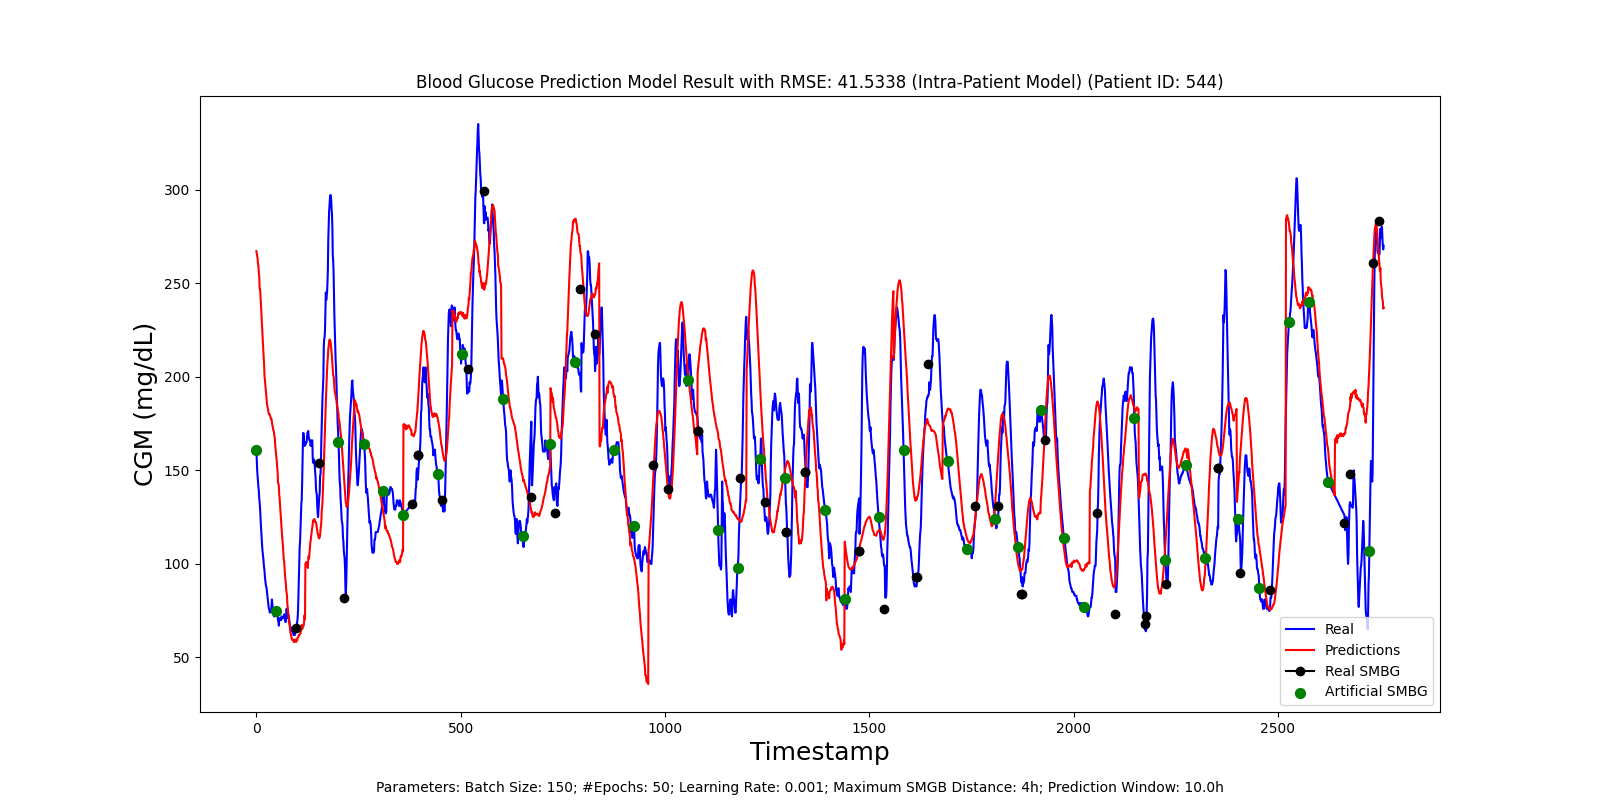 Blood Glucose Prediction Model Result with RMSE: 41.5338 (Intra-Patient Model) (Patient ID: 544)
CGM (mg/dL)
300
250
200
150
100
50
0 500 1000 1500 2000 2500
Timestamp
Real
Predictions
Real SMBG
Artificial SMBG
Parameters: Batch Size: 150; #Epochs: 50; Learning Rate: 0.001; Maximum SMGB Distance: 4h; Prediction Window: 10.0h